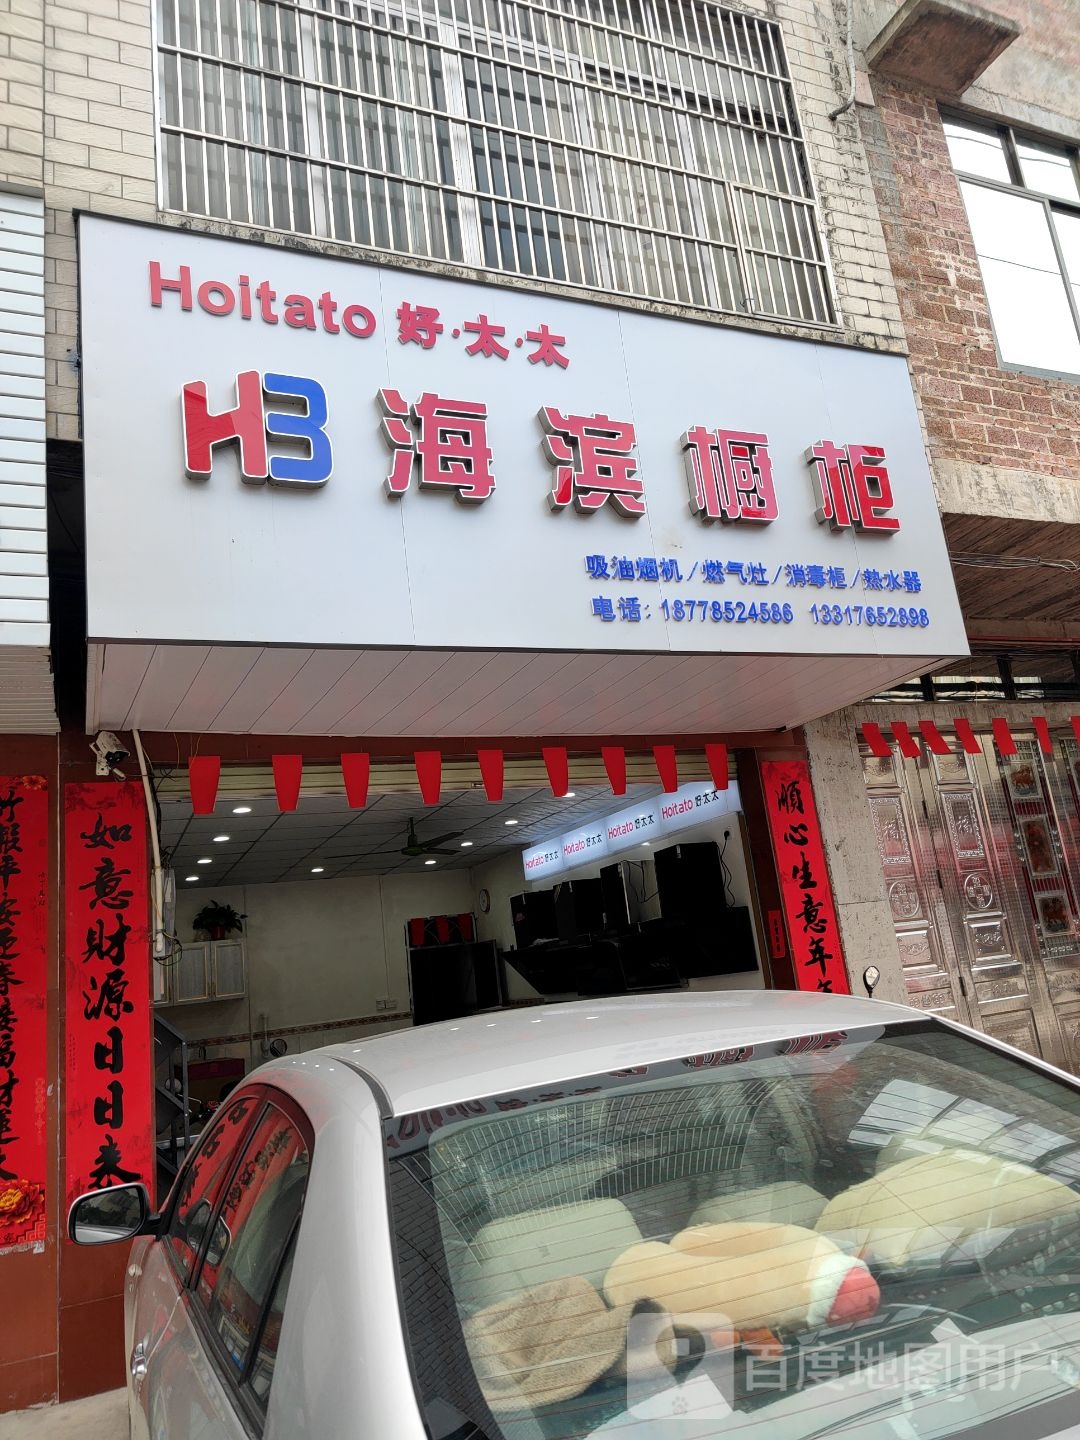 Hoitato 好·太·太
HB 海滨橱柜
吸油烟机/燃气灶/消毒柜/热水器
电话: 18778524586 13317652898
Hoitato 好太太 Hoitato 好太太 Hoitato 好太太 Hoitato 好太太
如意财源日日来
順心生意年年
百度地图用户